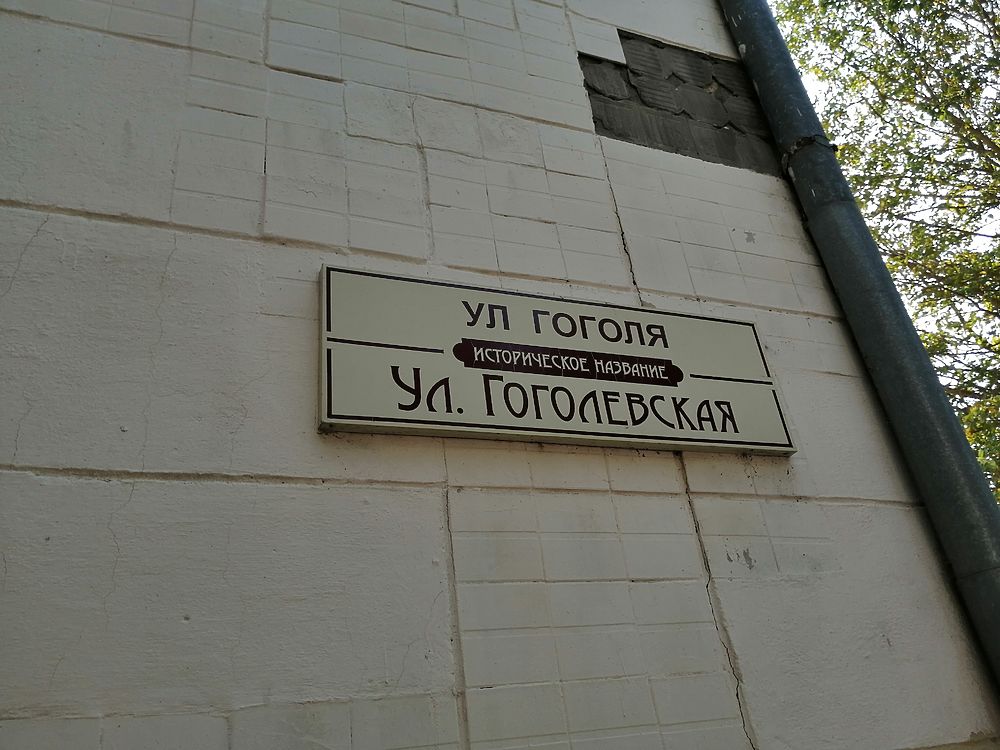 УЛ ГОГОЛЯ
ИСТОРИЧЕСКОЕ НАЗВАНИЕ
УЛ. ГОГОЛЕВСКАЯ